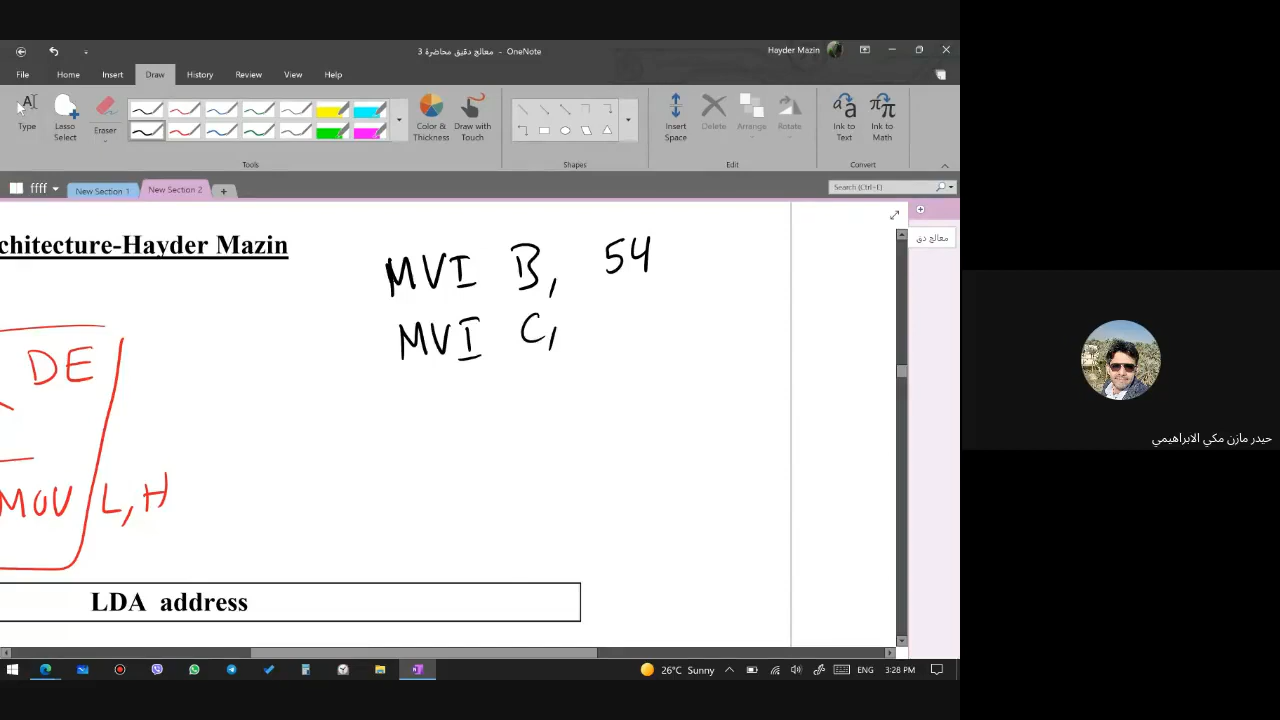 معالج دقيق محاضرة 3 - OneNote
Hayder Mazin
File Home Insert Draw History Review View Help
Type
Lasso Select
Eraser
Color & Thickness
Draw with Touch
Insert Space
Delete
Arrange
Rotate
Ink to Text
Ink to Math
Tools
Shapes
Edit
Convert
ffff
New Section 1
New Section 2
Search (Ctrl+E)
معالج دق
chitecture-Hayder Mazin
MVI B, 54
MVI C,
DE
MOV L, H
LDA address
حيدر مازن مكي الابراهيمي
26°C Sunny
ENG
3:28 PM